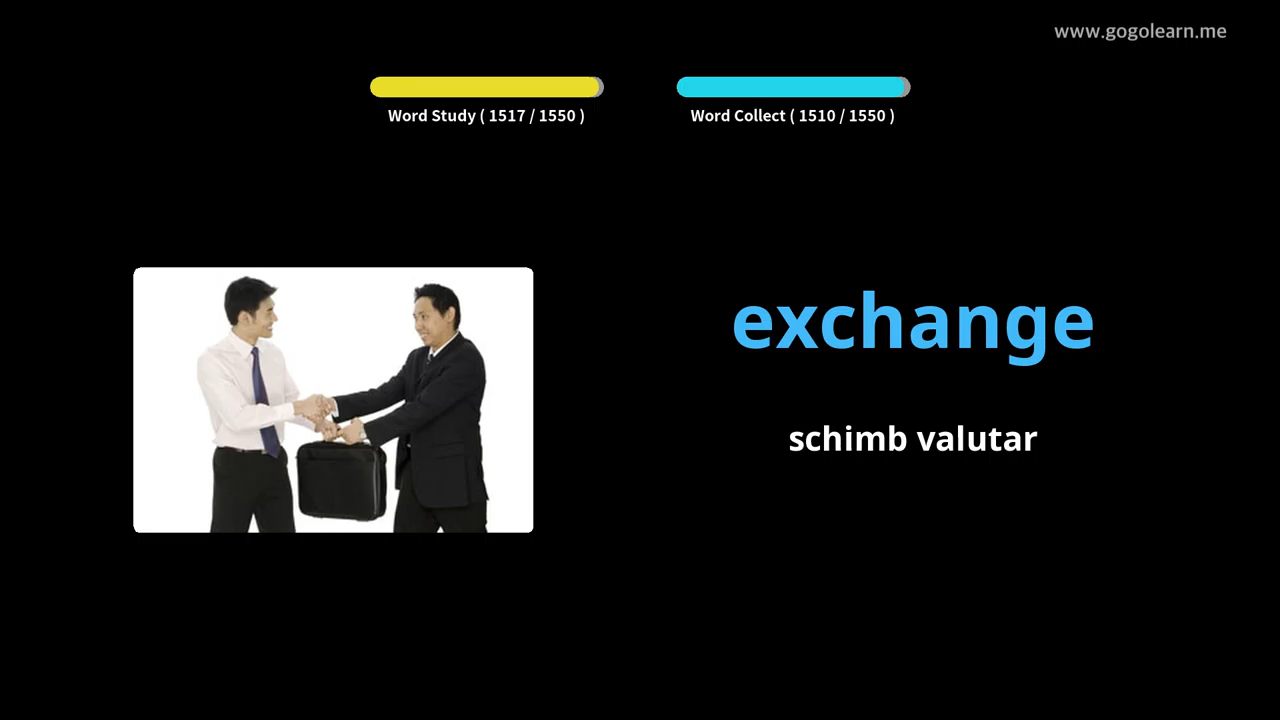 www.gogolearn.me
Word Study ( 1517 / 1550 )
Word Collect ( 1510 / 1550 )
exchange
schimb valutar